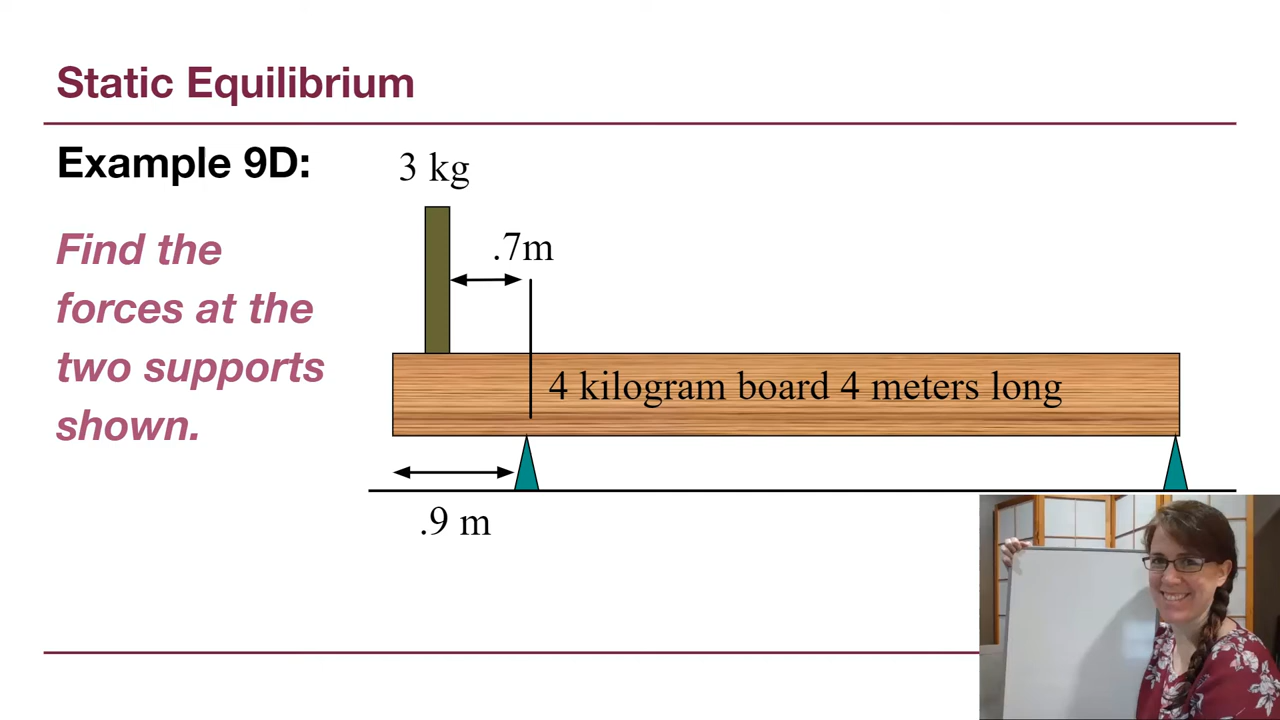 Static Equilibrium
Example 9D:
Find the
forces at the
two supports
shown.
3 kg
.7m
4 kilogram board 4 meters long
.9 m